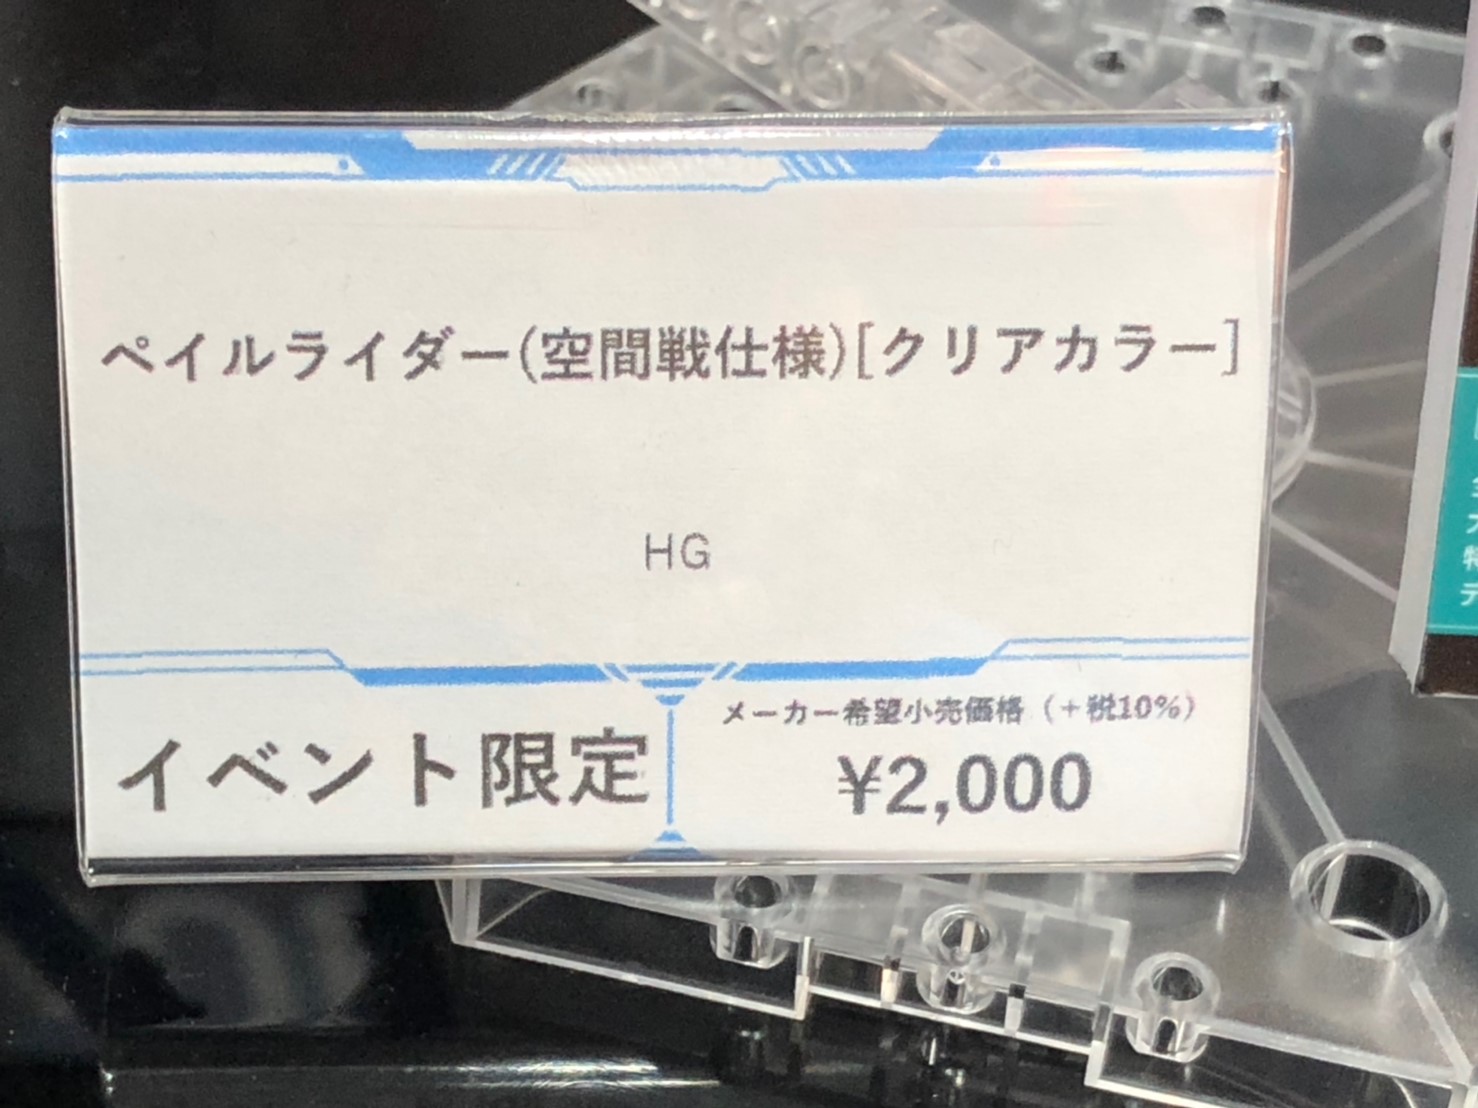 ペイルライダー(空間戦仕様)[クリアカラー]
HG
イベント限定
メーカー希望小売価格（+税10%）
¥2,000